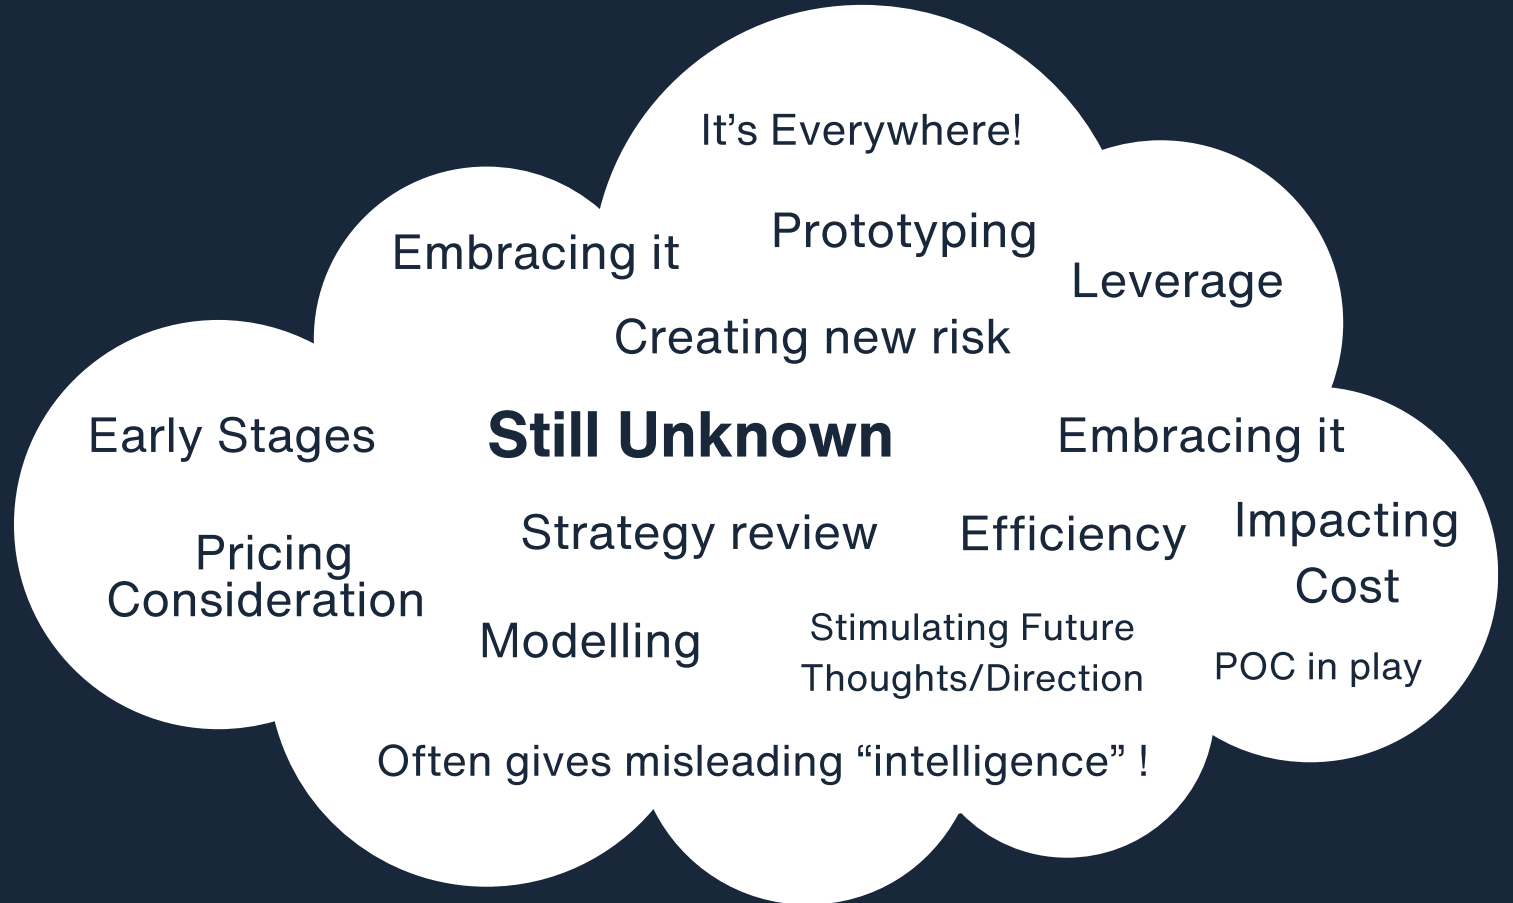 It’s Everywhere!
Prototyping
Embracing it
Leverage
Creating new risk
Early Stages
Still Unknown
Embracing it
Strategy review
Efficiency
Impacting
Cost
Pricing
Consideration
Modelling
Stimulating Future
Thoughts/Direction
POC in play
Often gives misleading “intelligence” !